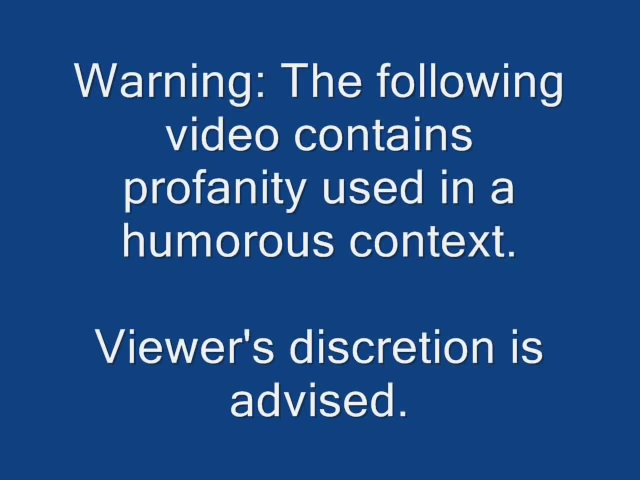 Warning: The following
video contains
profanity used in a
humorous context.
Viewer's discretion is
advised.